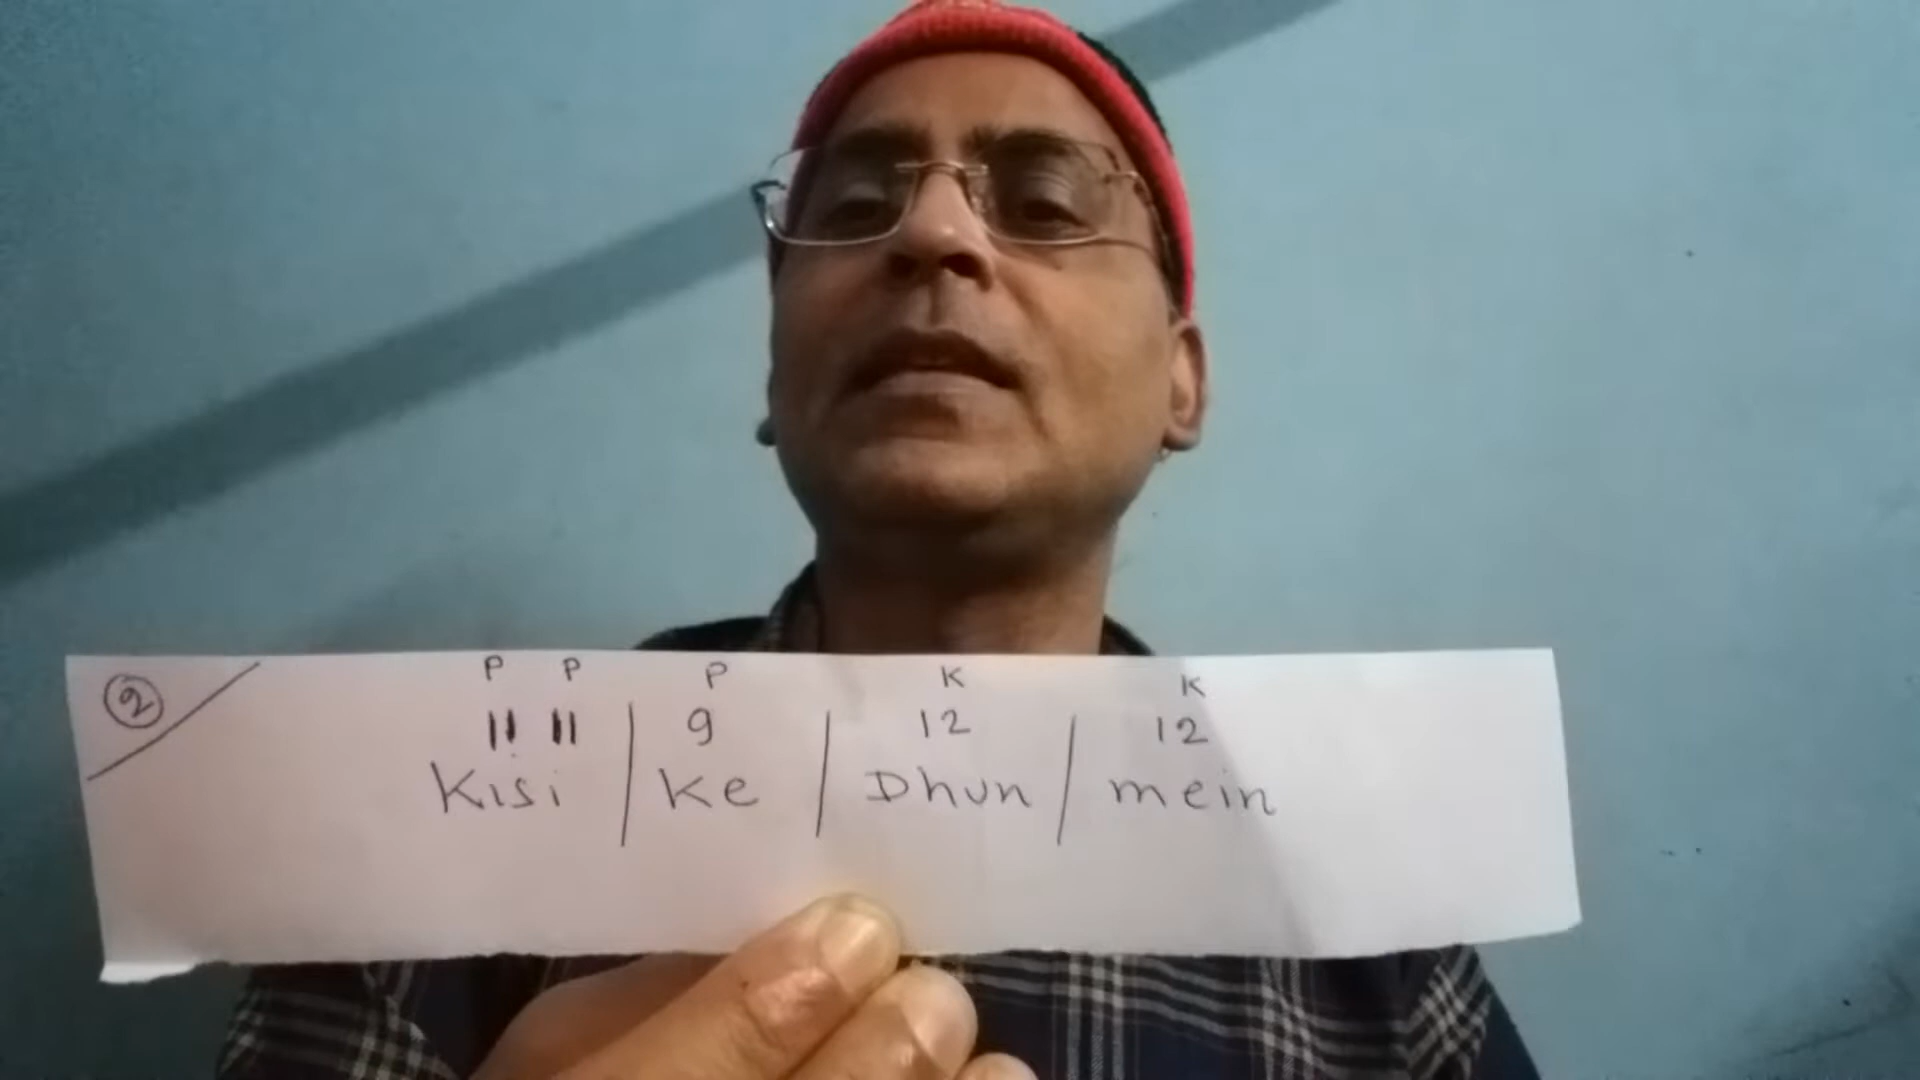 2
P P P K K
11 11 / 9 / 12 / 12
Kisi / Ke / Dhun / mein